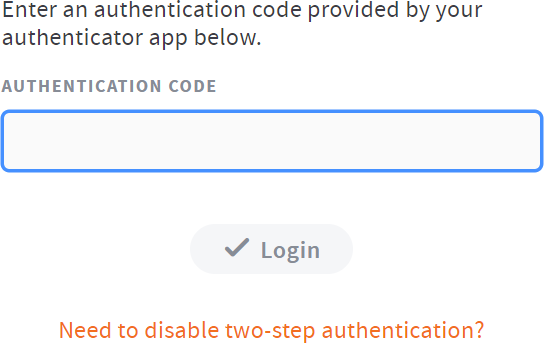 Enter an authentication code provided by your
authenticator app below.
AUTHENTICATION CODE
Login
Need to disable two-step authentication?